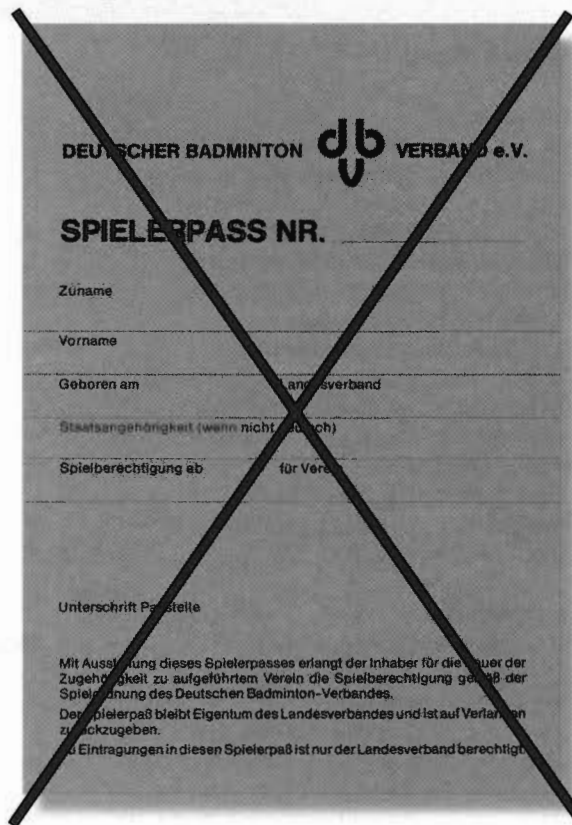 DEUTSCHER BADMINTON dvb VERBAND e.V.
SPIELERPASS NR.
Zuname
Vorname
Geboren am Landesverband
Staatsangehörigkeit (wenn nicht deutsch)
Spielberechtigung ab für Verein
Unterschrift Paßstelle
Mit Ausstellung dieses Spielerpasses erlangt der Inhaber für die Dauer der
Zugehörigkeit zu aufgeführtem Verein die Spielberechtigung gemäß der
Spielordnung des Deutschen Badminton-Verbandes.
Der Spielerpaß bleibt Eigentum des Landesverbandes und ist auf Verlangen
zurückzugeben.
Zu Eintragungen in diesen Spielerpaß ist nur der Landesverband berechtigt.